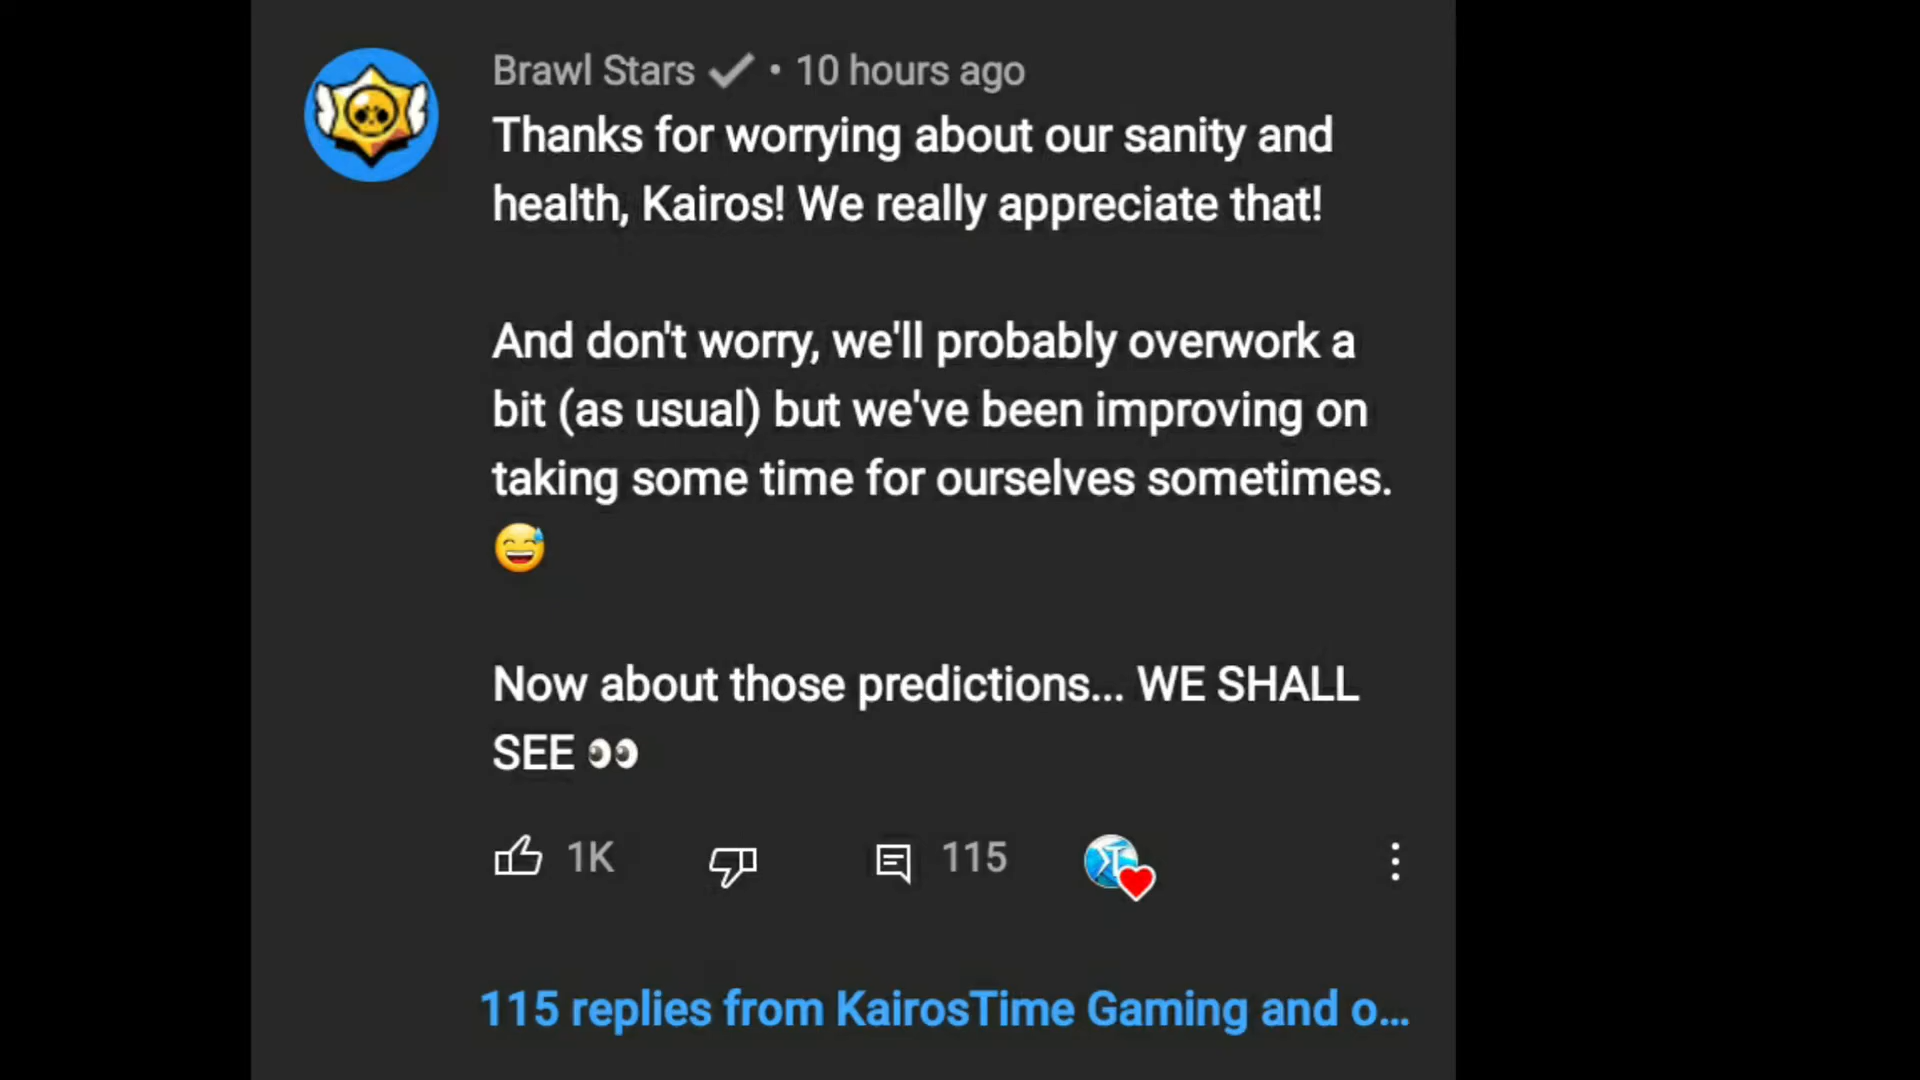 Brawl Stars ✔ • 10 hours ago
Thanks for worrying about our sanity and
health, Kairos! We really appreciate that!
And don't worry, we'll probably overwork a
bit (as usual) but we've been improving on
taking some time for ourselves sometimes.
😅
Now about those predictions... WE SHALL
SEE 👀
1K 115
115 replies from KairosTime Gaming and o...